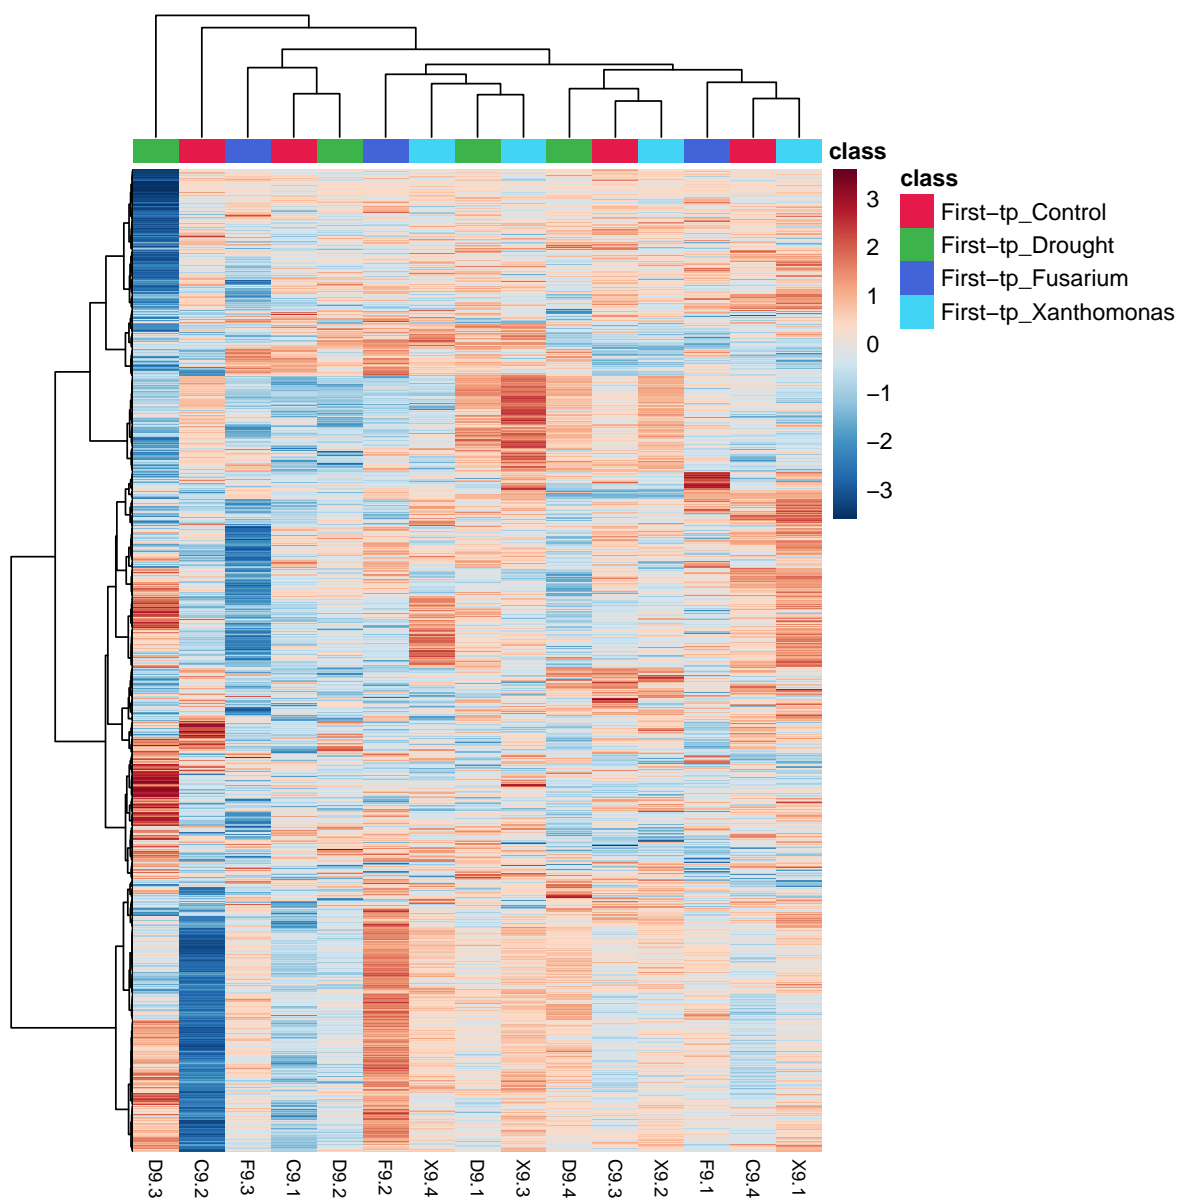 class
class
First-tp_Control
First-tp_Drought
First-tp_Fusarium
First-tp_Xanthomonas
3
2
1
0
−1
−2
−3
D9.3
C9.2
F9.3
C9.1
D9.2
F9.2
X9.4
D9.1
X9.3
D9.4
C9.3
X9.2
F9.1
C9.4
X9.1